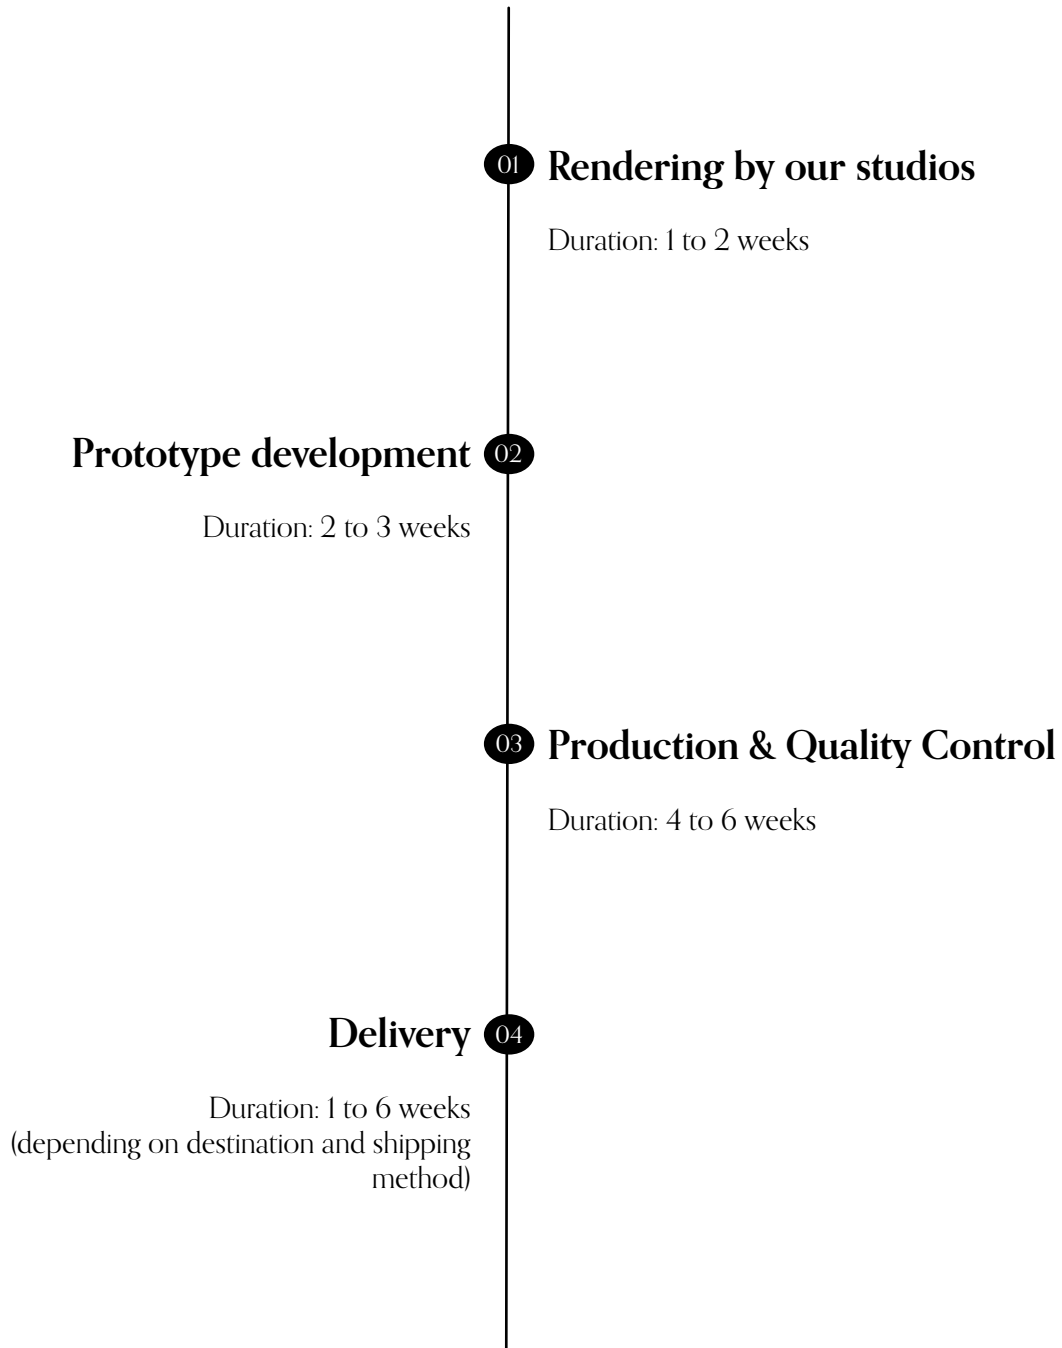 01
Rendering by our studios
Duration: 1 to 2 weeks
Prototype development
02
Duration: 2 to 3 weeks
03
Production & Quality Control
Duration: 4 to 6 weeks
Delivery
04
Duration: 1 to 6 weeks
(depending on destination and shipping
method)